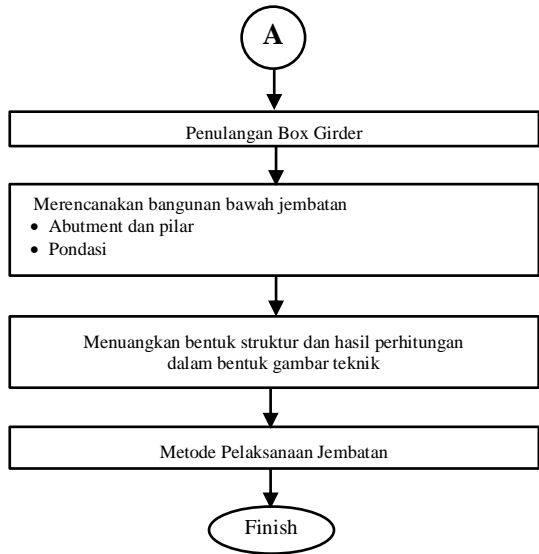 A
Penulangan Box Girder
Merencanakan bangunan bawah jembatan
• Abutment dan pilar
• Pondasi
Menuangkan bentuk struktur dan hasil perhitungan
dalam bentuk gambar teknik
Metode Pelaksanaan Jembatan
Finish